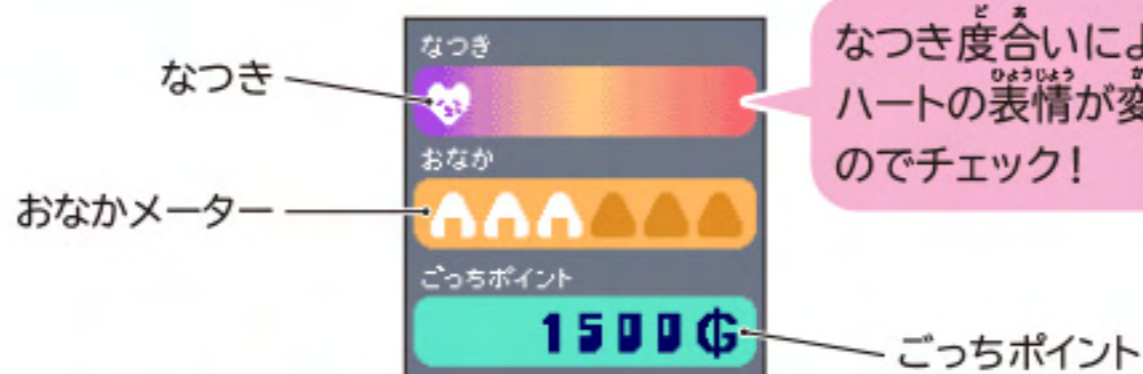 なつき
なつき
おなか
おなかメーター
ごっちポイント
1500G
ごっちポイント
なつき度合いによ
ハートの表情が変
のでチェック!